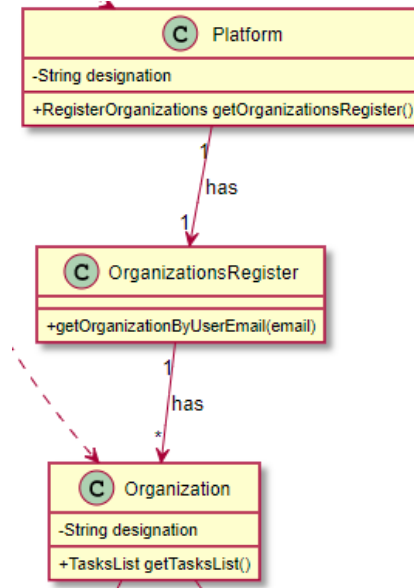 C Platform
-String designation
+RegisterOrganizations getOrganizationsRegister()
1
has
1
C OrganizationsRegister
+getOrganizationByUserEmail(email)
1
has
*
C Organization
-String designation
+TasksList getTasksList()